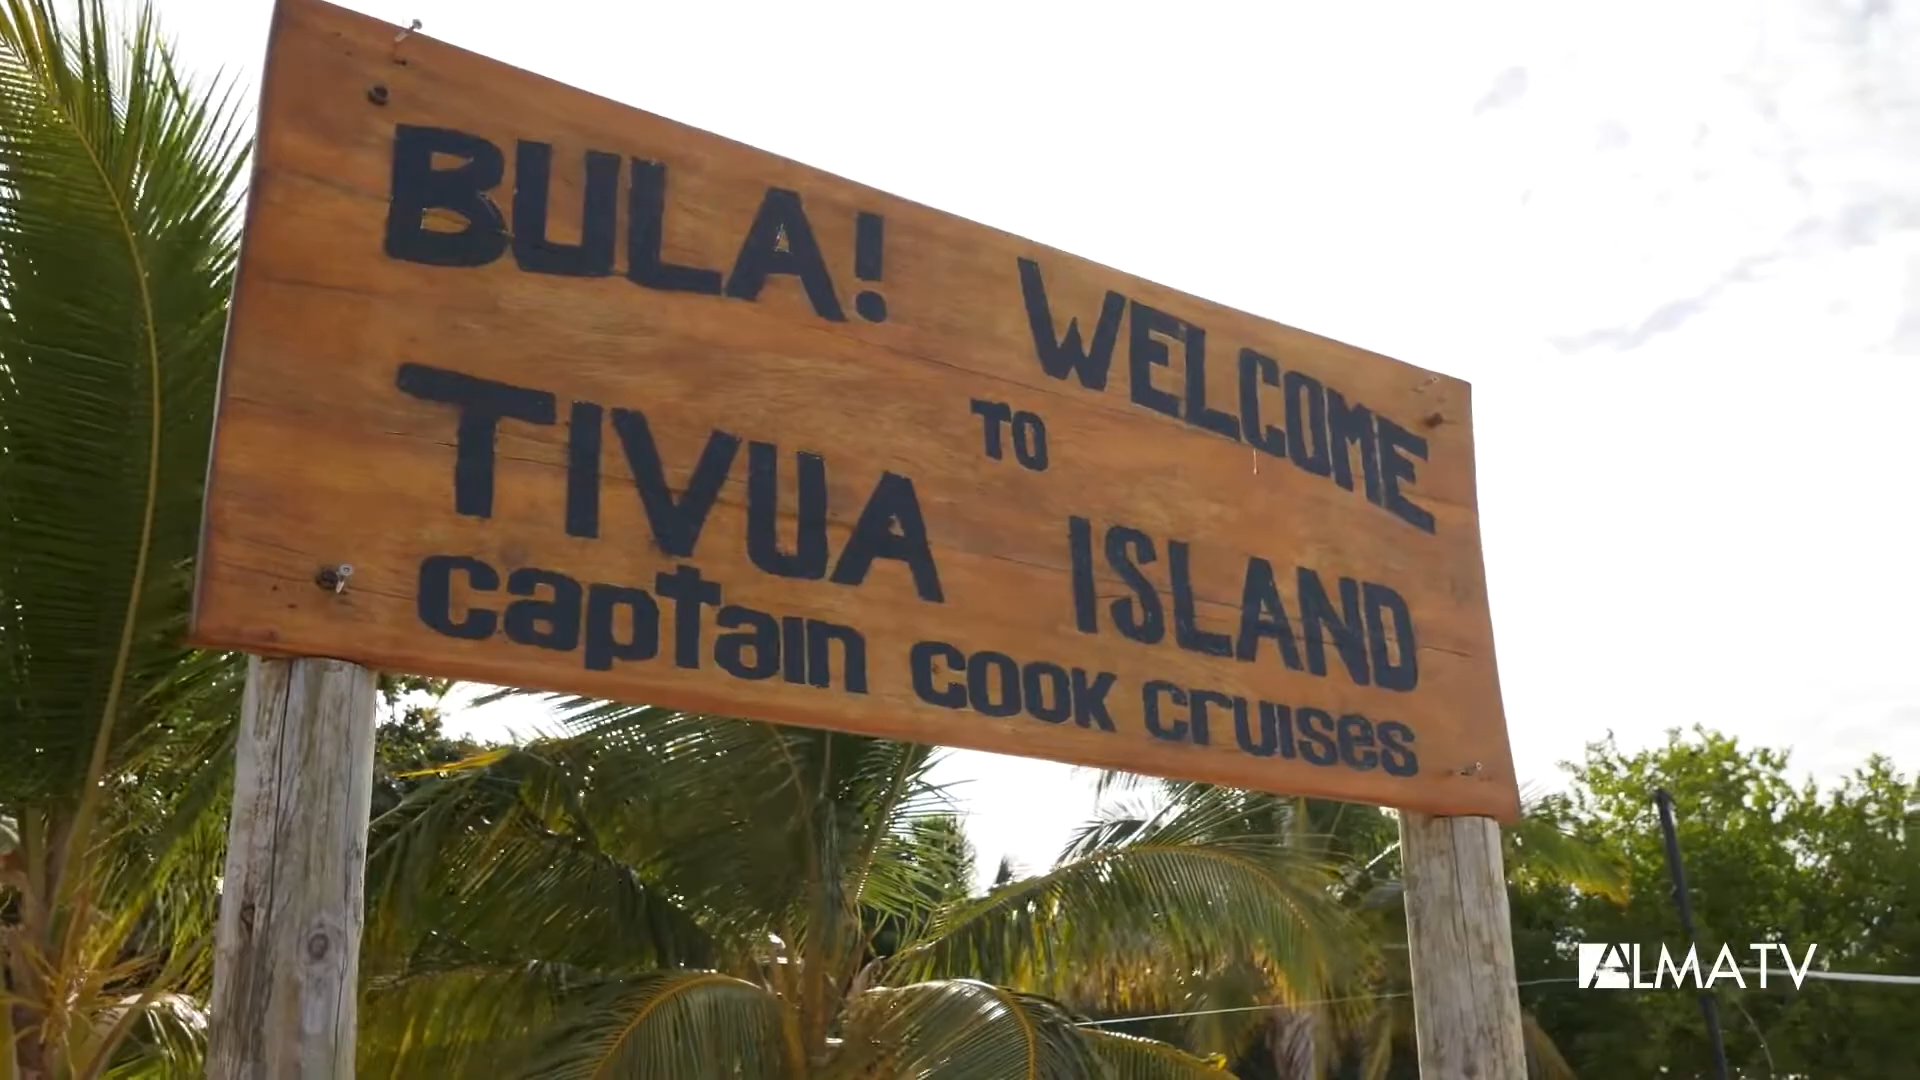 BULA! WELCOME
TO
TIVUA ISLAND
captain cook cruises
ALMA TV